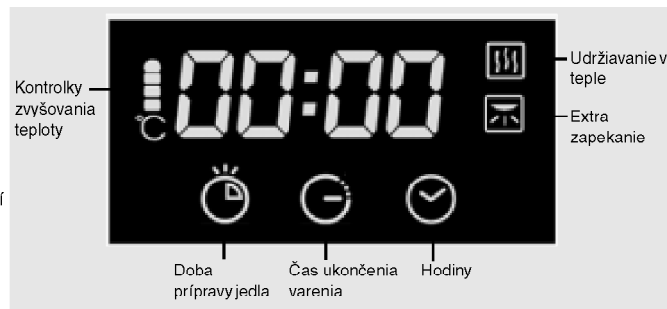 Kontrolky
zvyšovania
teploty
°C
00:00
Udržiavanie v
teple
Extra
zapekanie
í
Doba
prípravy jedla
Čas ukončenia
varenia
Hodiny